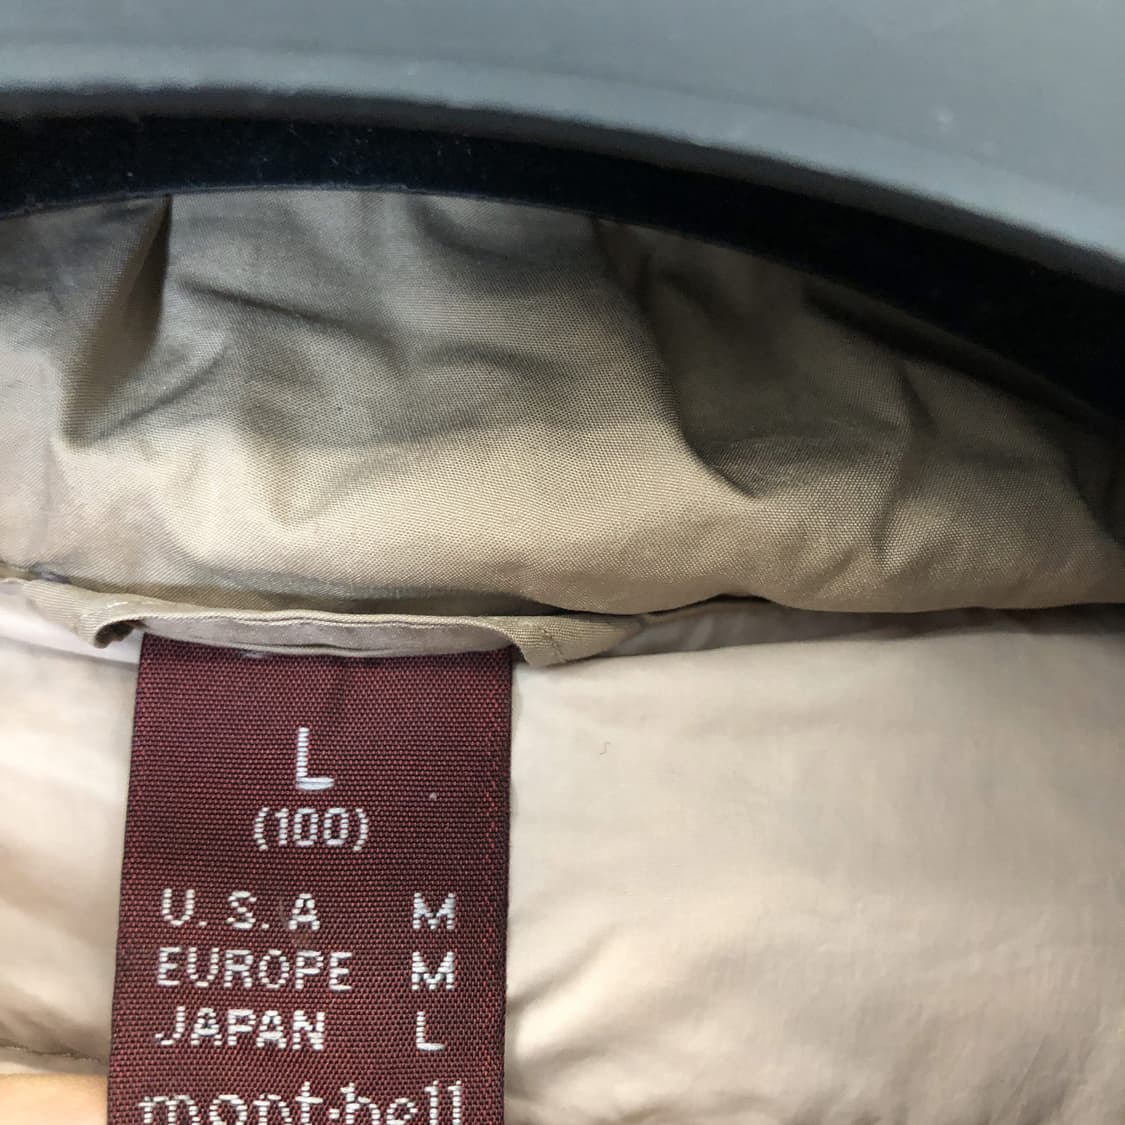 L
(100)
U.S.A M
EUROPE M
JAPAN L
mont-bell